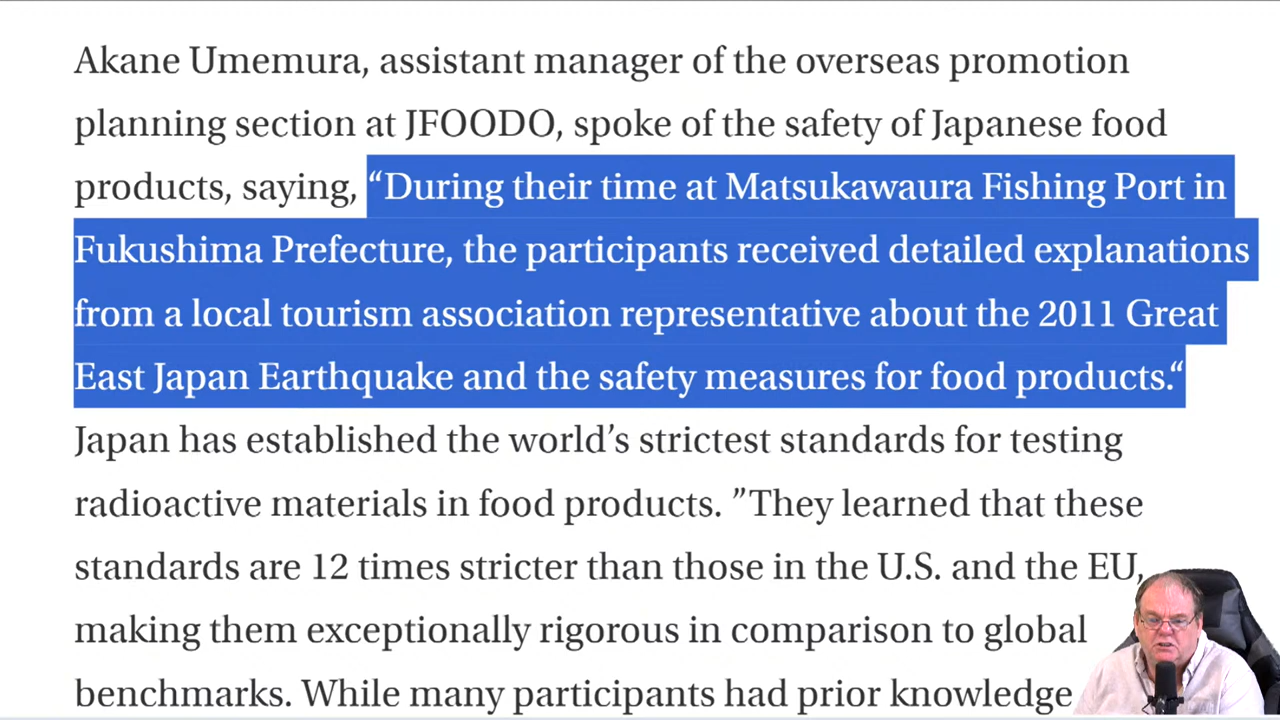 Akane Umemura, assistant manager of the overseas promotion
planning section at JFOODO, spoke of the safety of Japanese food
products, saying, “During their time at Matsukawaura Fishing Port in
Fukushima Prefecture, the participants received detailed explanations
from a local tourism association representative about the 2011 Great
East Japan Earthquake and the safety measures for food products.“
Japan has established the world’s strictest standards for testing
radioactive materials in food products. ”They learned that these
standards are 12 times stricter than those in the U.S. and the EU,
making them exceptionally rigorous in comparison to global
benchmarks. While many participants had prior knowledge